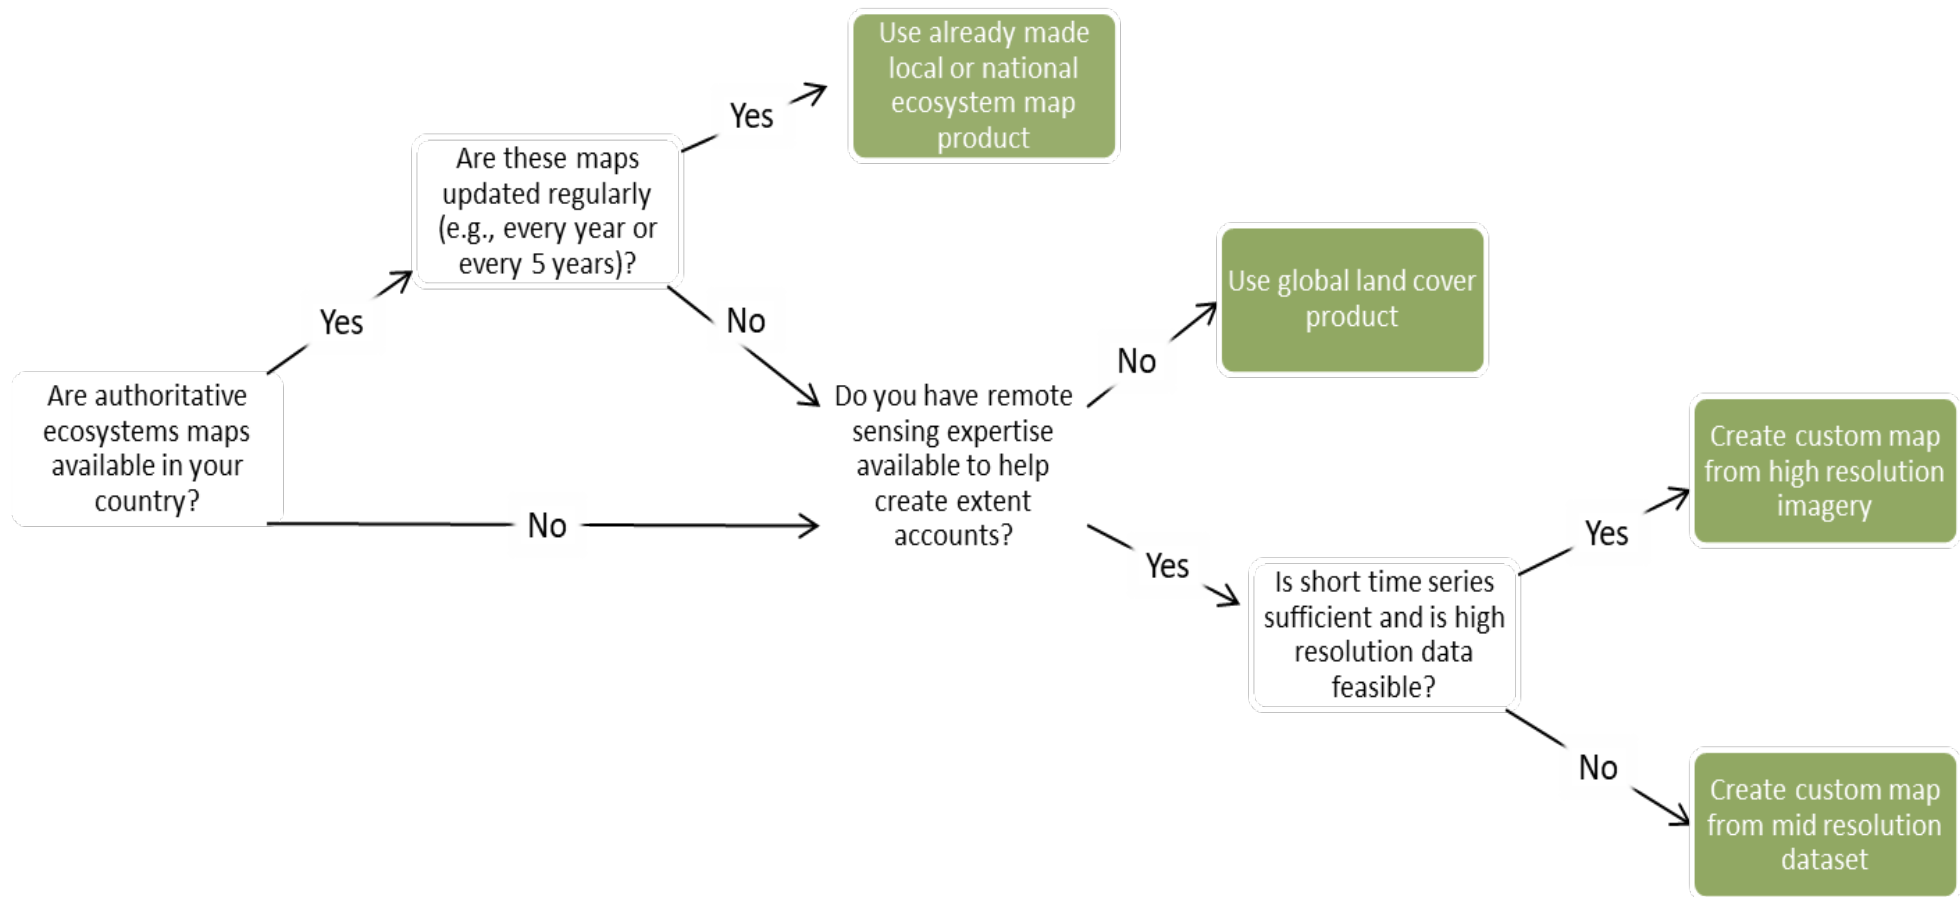 Use already made
local or national
ecosystem map
product
Yes
Are these maps
updated regularly
(e.g., every year or
every 5 years)?
Yes
No
Use global land cover
product
No
Are authoritative
ecosystems maps
available in your
country?
No
Do you have remote
sensing expertise
available to help
create extent
accounts?
Yes
Create custom map
from high resolution
imagery
Yes
Is short time series
sufficient and is high
resolution data
feasible?
No
Create custom map
from mid resolution
dataset